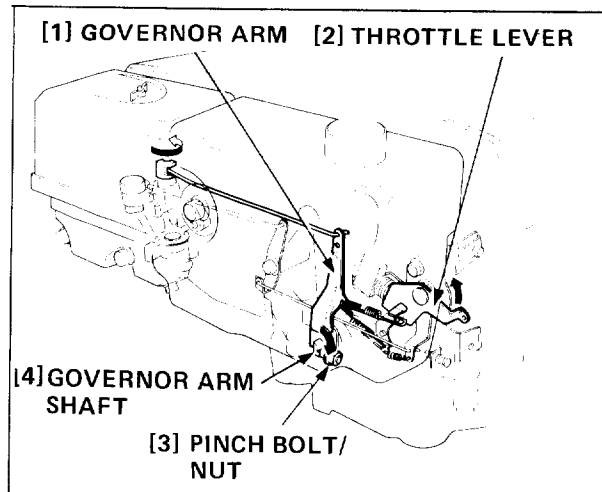 [1] GOVERNOR ARM
[2] THROTTLE LEVER
[4] GOVERNOR ARM
SHAFT
[3] PINCH BOLT/
NUT